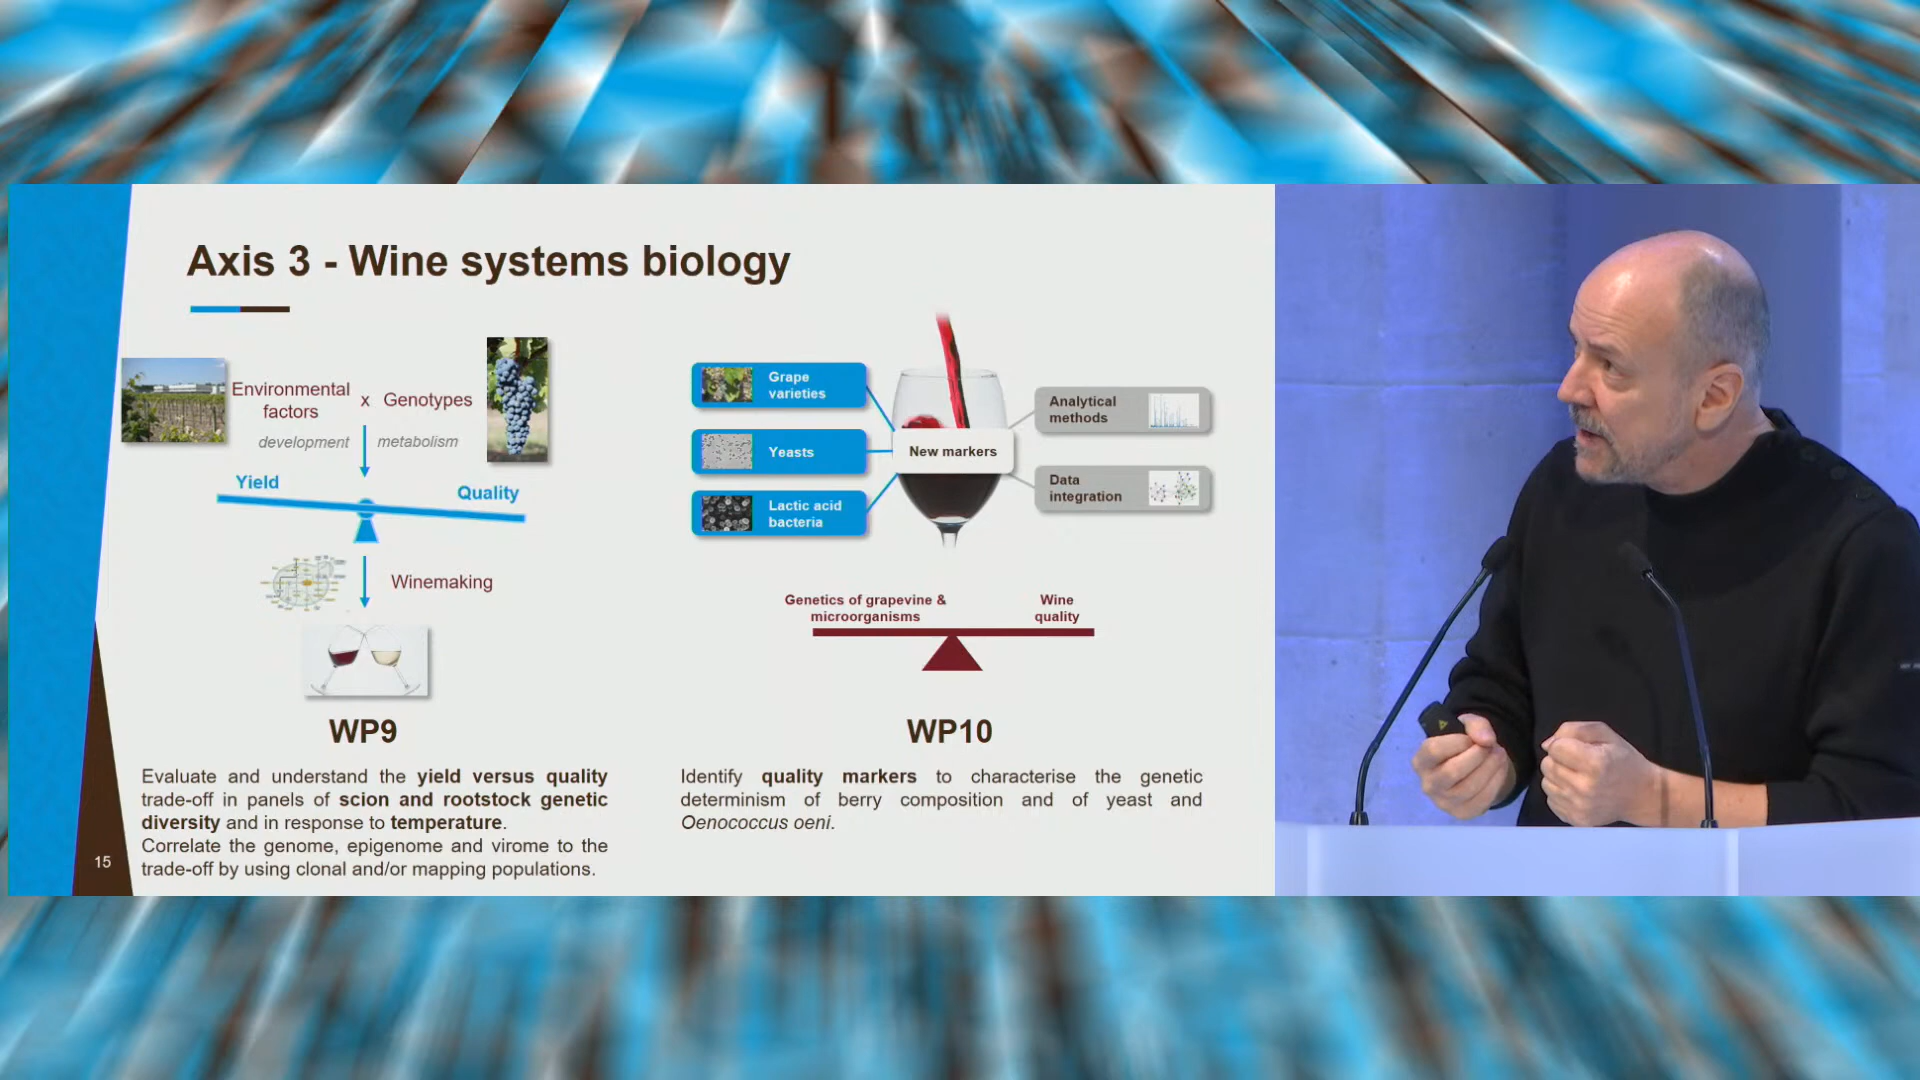 Axis 3 - Wine systems biology
Environmental
factors
x
Genotypes
development
metabolism
Yield
Quality
Winemaking
WP9
Evaluate and understand the yield versus quality
trade-off in panels of scion and rootstock genetic
diversity and in response to temperature.
Correlate the genome, epigenome and virome to the
trade-off by using clonal and/or mapping populations.
Grape
varieties
Yeasts
Lactic acid
bacteria
New markers
Analytical
methods
Data
integration
Genetics of grapevine &
microorganisms
Wine
quality
WP10
Identify quality markers to characterise the genetic
determinism of berry composition and of yeast and
Oenococcus oeni.
15